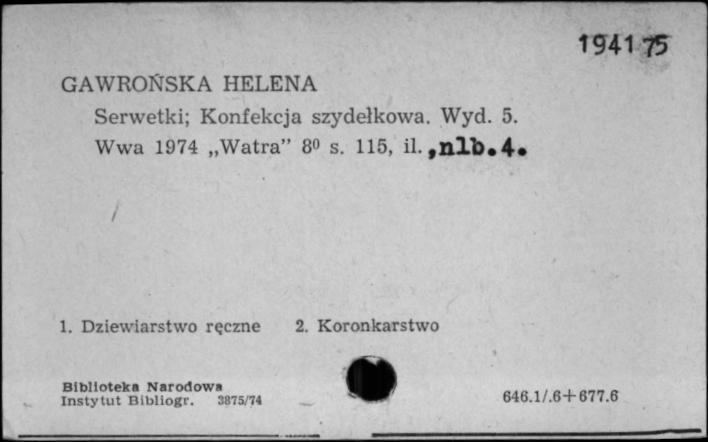 1941 75
GAWROŃSKA HELENA
Serwetki; Konfekcja szydełkowa. Wyd. 5.
Wwa 1974 „Watra” 8⁰ s. 115, il. ,nlb.4.
1. Dziewiarstwo ręczne 2. Koronkarstwo
Biblioteka Narodowa
Instytut Bibliogr. 3875/74
646.1/.6+677.6